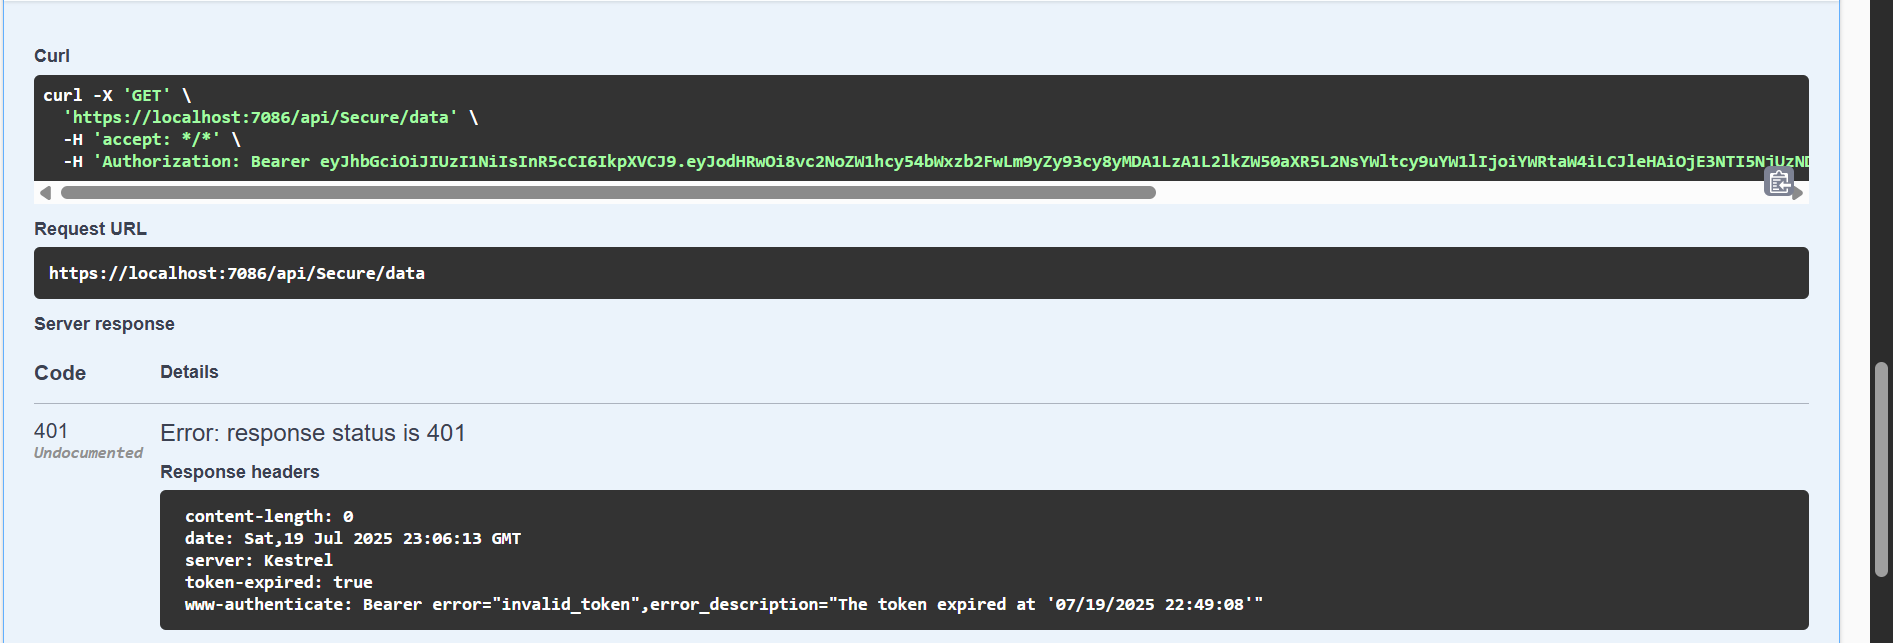 Curl
curl -X 'GET' \
'https://localhost:7086/api/Secure/data' \
-H 'accept: */*' \
-H 'Authorization: Bearer eyJhbGciOiJIUzI1NiIsInR5cCI6IkpXVCJ9.eyJodHRwOi8vc2NoZW1hcy54bWxzb2FwLm9yZy93cy8yMDA1LzA1L2lkZW50aXR5L2NsYWltcy9uYW1lIjoiYWRtaW4iLCJleHAiOjE3NTI5NjUzND
Request URL
https://localhost:7086/api/Secure/data
Server response
Code Details
401 Error: response status is 401
Undocumented
Response headers
content-length: 0
date: Sat,19 Jul 2025 23:06:13 GMT
server: Kestrel
token-expired: true
www-authenticate: Bearer error="invalid_token",error_description="The token expired at '07/19/2025 22:49:08'"